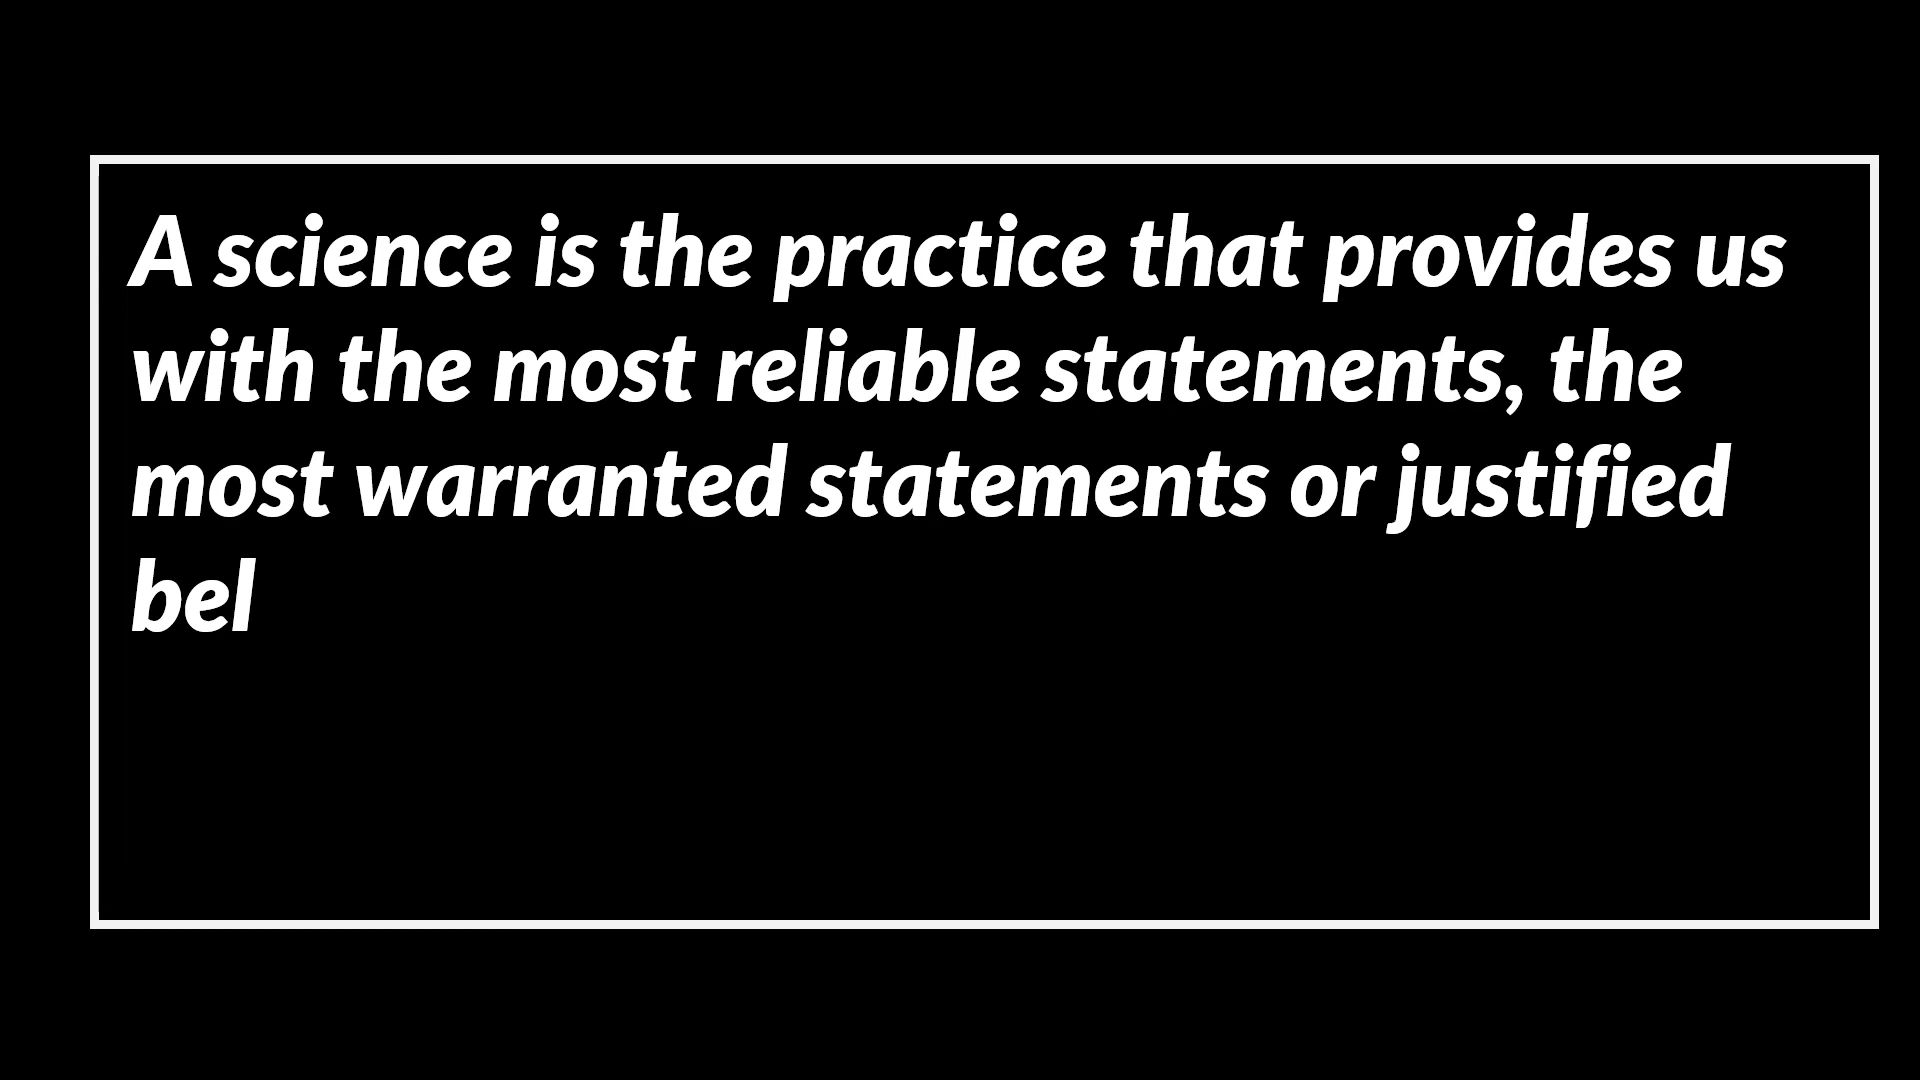 A science is the practice that provides us
with the most reliable statements, the
most warranted statements or justified
bel